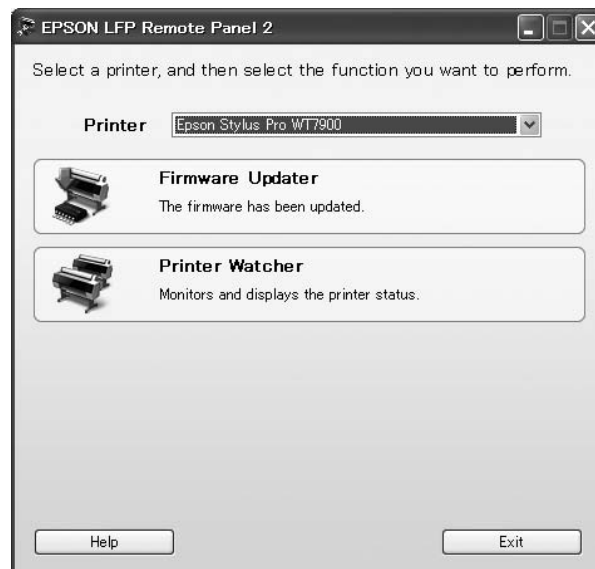 EPSON LFP Remote Panel 2
Select a printer, and then select the function you want to perform.
Printer Epson Stylus Pro WT7900
Firmware Updater
The firmware has been updated.
Printer Watcher
Monitors and displays the printer status.
Help Exit